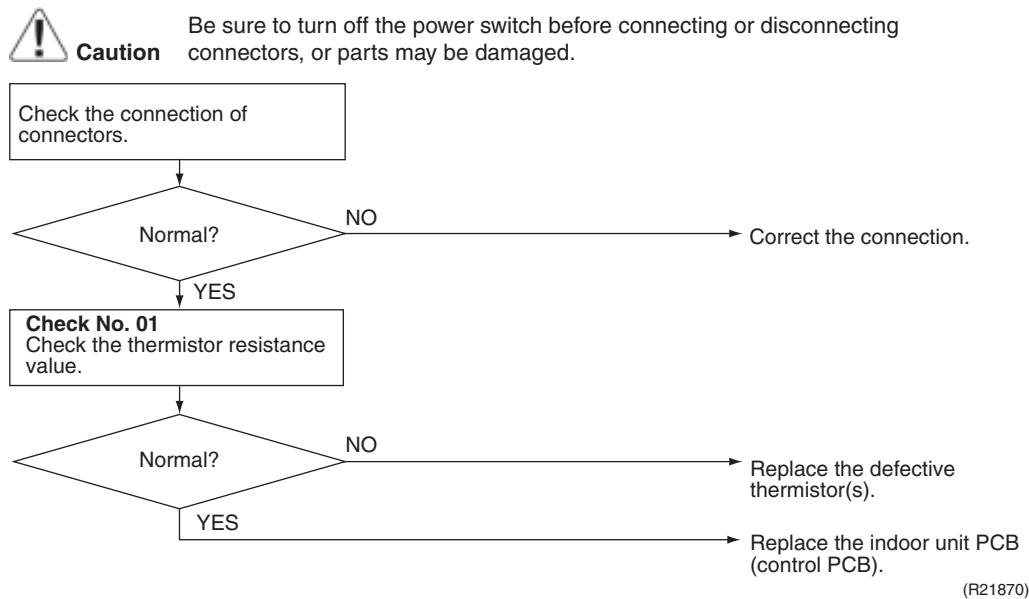 Be sure to turn off the power switch before connecting or disconnecting
Caution connectors, or parts may be damaged.
Check the connection of
connectors.
Normal?
NO
Correct the connection.
YES
Check No. 01
Check the thermistor resistance
value.
Normal?
NO
Replace the defective
thermistor(s).
YES
Replace the indoor unit PCB
(control PCB).
(R21870)